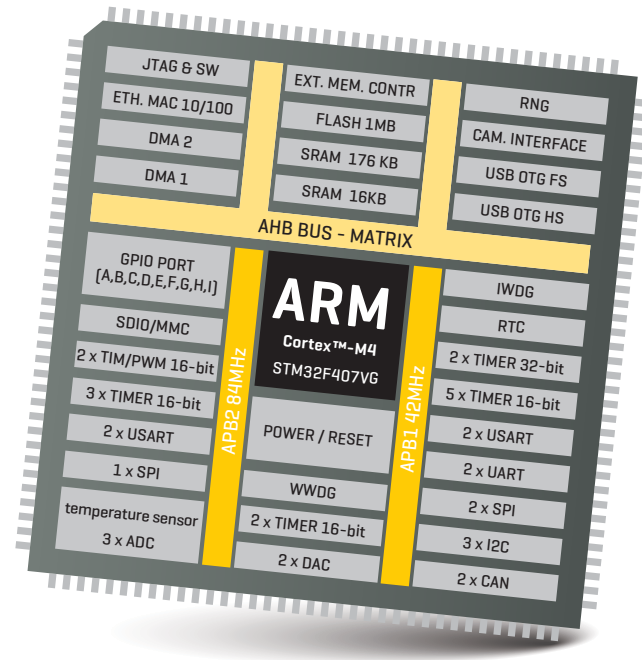 JTAG & SW
ETH. MAC 10/100
DMA 2
DMA 1
EXT. MEM. CONTR
FLASH 1MB
SRAM 176 KB
SRAM 16KB
RNG
CAM. INTERFACE
USB OTG FS
USB OTG HS
AHB BUS - MATRIX
GPIO PORT
(A,B,C,D,E,F,G,H,I)
SDIO/MMC
2 x TIM/PWM 16-bit
3 x TIMER 16-bit
2 x USART
1 x SPI
temperature sensor
3 x ADC
APB2 84MHz
ARM
Cortex™-M4
STM32F407VG
POWER / RESET
WWDG
2 x TIMER 16-bit
2 x DAC
APB1 42MHz
IWDG
RTC
2 x TIMER 32-bit
5 x TIMER 16-bit
2 x USART
2 x UART
2 x SPI
3 x I2C
2 x CAN